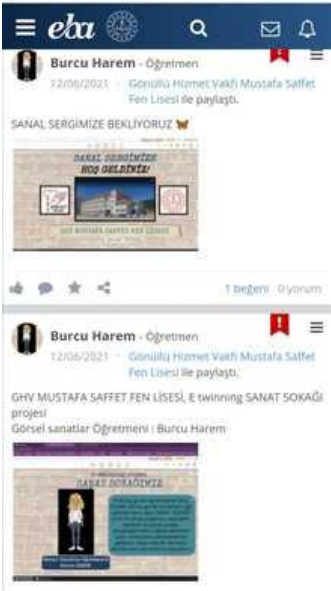 eba
Burcu Harem - Öğretmen
12/06/2021 - Gönüllü Hizmet Vakfı Mustafa Saffet
Fen Lisesi ile paylaştı.
SANAL SERGİMİZE BEKLİYORUZ
SANAL SERGİMİZE
HOŞ GELDİNİZ!
GHV MUSTAFA SAFFET FEN LİSESİ
1 beğeni 0 yorum
Burcu Harem - Öğretmen
12/06/2021 - Gönüllü Hizmet Vakfı Mustafa Saffet
Fen Lisesi ile paylaştı.
GHV MUSTAFA SAFFET FEN LİSESİ, E twinning SANAT SOKAĞI
projesi
Görsel sanatlar Öğretmeni : Burcu Harem
SANAT SOKAĞIMIZ